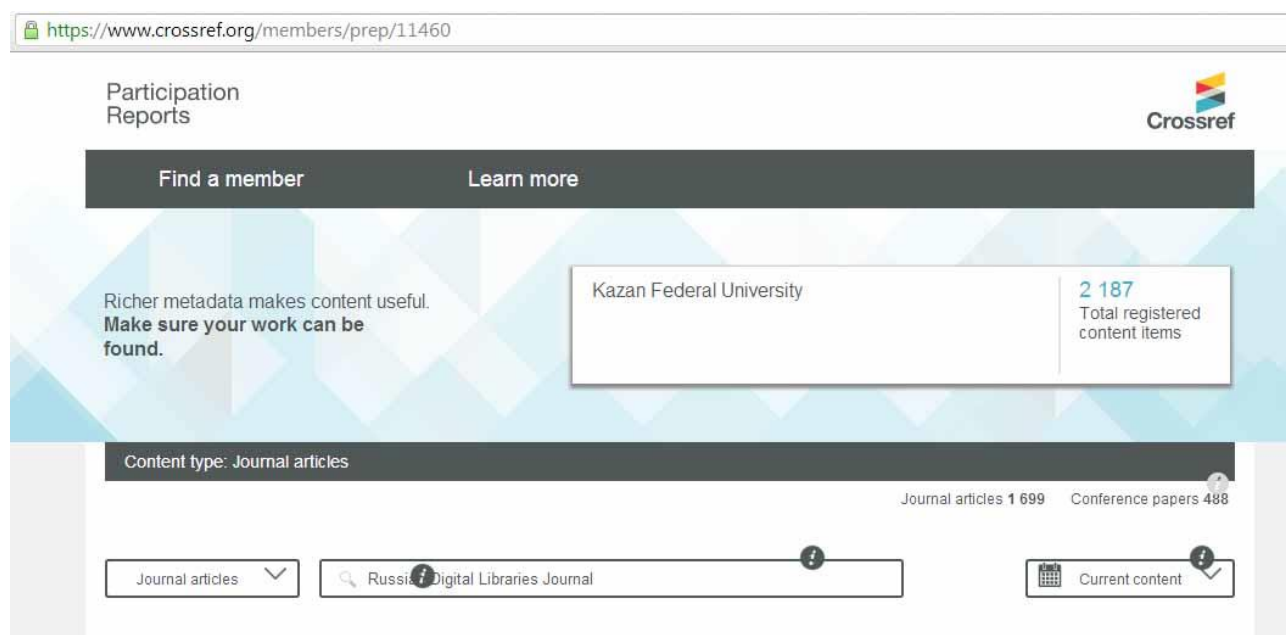 https://www.crossref.org/members/prep/11460
Participation
Reports
Crossref
Find a member Learn more
Richer metadata makes content useful.
Make sure your work can be
found.
Kazan Federal University
2 187
Total registered
content items
Content type: Journal articles
Journal articles 1 699 Conference papers 488
Journal articles
Russian Digital Libraries Journal
Current content